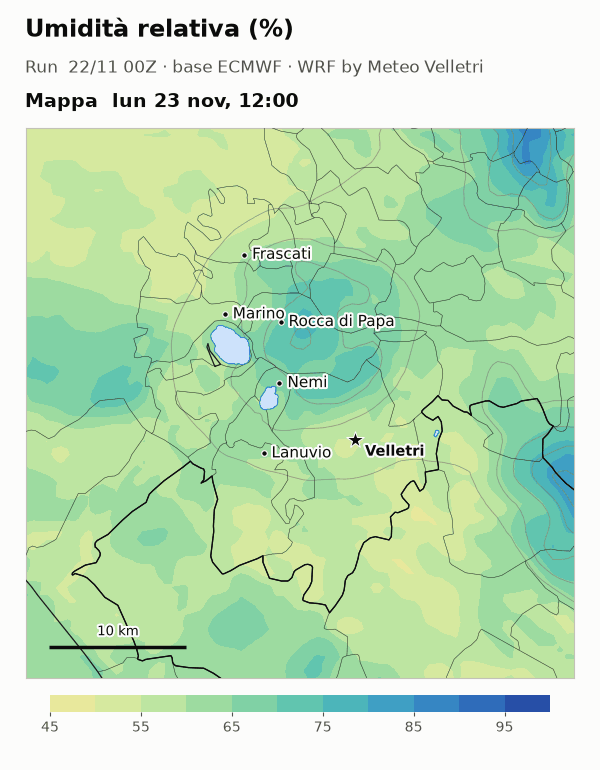 Umidità relativa (%)
Run  22/11 00Z · base ECMWF · WRF by Meteo Velletri
Mappa  lun 23 nov, 12:00
Frascati
Marino
Rocca di Papa
Nemi
Velletri
Lanuvio
10 km
45 55 65 75 85 95